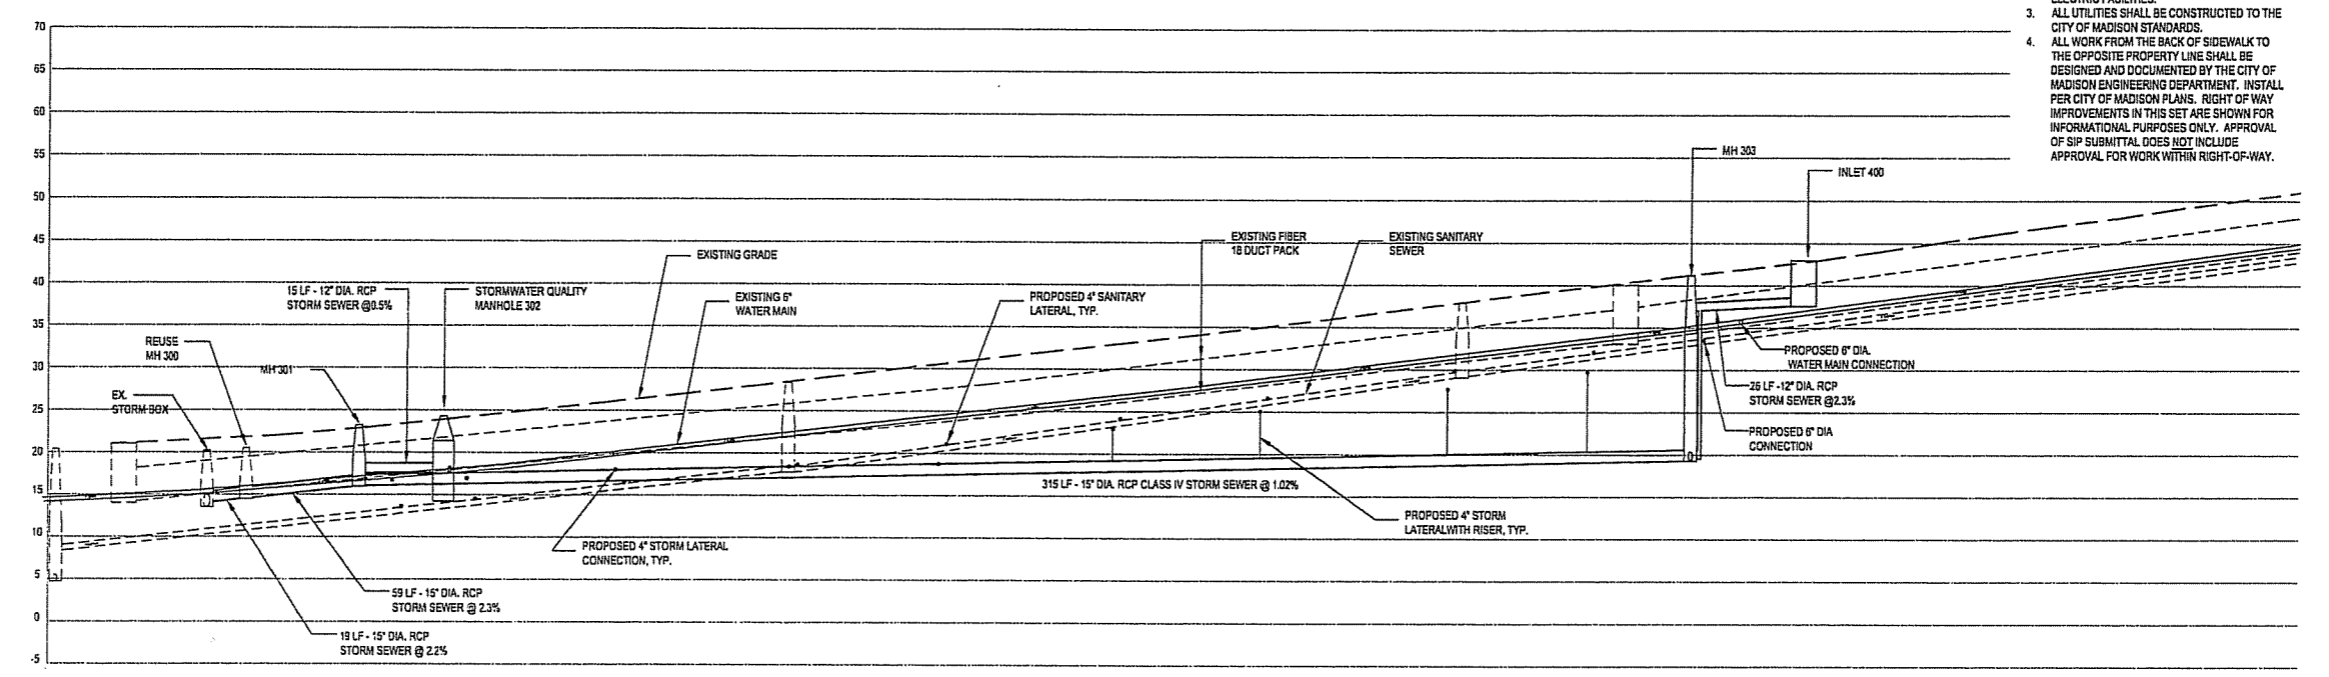 ELECTRIC FACILITIES.
3. ALL UTILITIES SHALL BE CONSTRUCTED TO THE
CITY OF MADISON STANDARDS.
4. ALL WORK FROM THE BACK OF SIDEWALK TO
THE OPPOSITE PROPERTY LINE SHALL BE
DESIGNED AND DOCUMENTED BY THE CITY OF
MADISON ENGINEERING DEPARTMENT. INSTALL
PER CITY OF MADISON PLANS. RIGHT OF WAY
IMPROVEMENTS IN THIS SET ARE SHOWN FOR
INFORMATIONAL PURPOSES ONLY. APPROVAL
OF SIP SUBMITTAL DOES NOT INCLUDE
APPROVAL FOR WORK WITHIN RIGHT-OF-WAY.
70
65
60
55
50
45
40
35
30
25
20
15
10
5
0
-5
MH 303
INLET 400
EXISTING FIBER
18 DUCT PACK
EXISTING SANITARY
SEWER
EXISTING GRADE
15 LF - 12" DIA. RCP
STORM SEWER @0.5%
STORMWATER QUALITY
MANHOLE 302
EXISTING 6"
WATER MAIN
PROPOSED 4" SANITARY
LATERAL, TYP.
REUSE
MH 300
MH 301
EX.
STORM BOX
PROPOSED 6" DIA.
WATER MAIN CONNECTION
26 LF -12" DIA. RCP
STORM SEWER @2.3%
PROPOSED 6" DIA
CONNECTION
315 LF - 15" DIA. RCP CLASS IV STORM SEWER @ 1.02%
PROPOSED 4" STORM
LATERALWITH RISER, TYP.
PROPOSED 4" STORM LATERAL
CONNECTION, TYP.
59 LF - 15" DIA. RCP
STORM SEWER @ 2.3%
19 LF - 15" DIA. RCP
STORM SEWER @ 2.2%